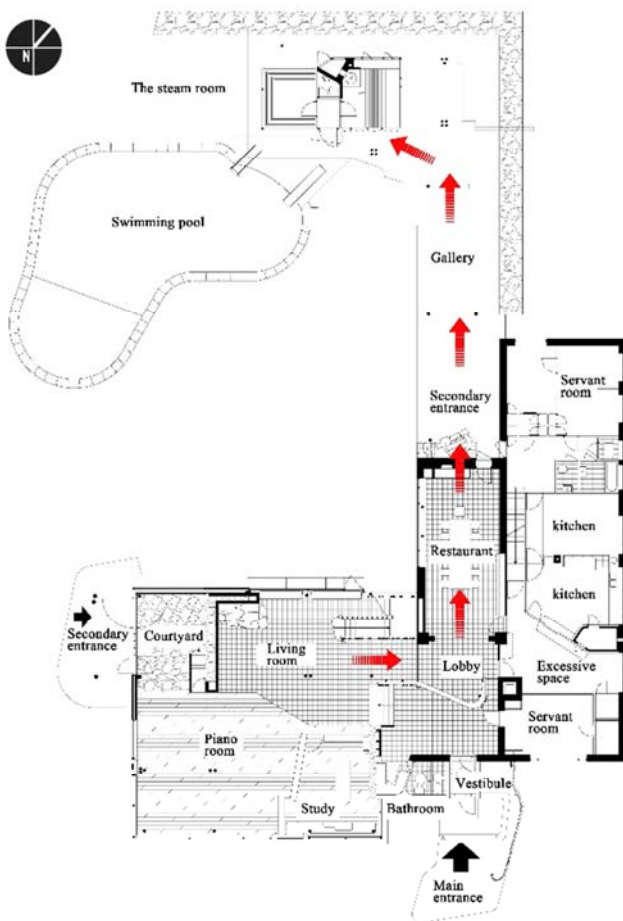 N
The steam room
Swimming pool
Gallery
Secondary
entrance
Servant
room
kitchen
Restaurant
kitchen
Secondary
entrance
Courtyard
Living
room
Lobby
Excessive
space
Piano
room
Servant
room
Study
Bathroom
Vestibule
Main
entrance